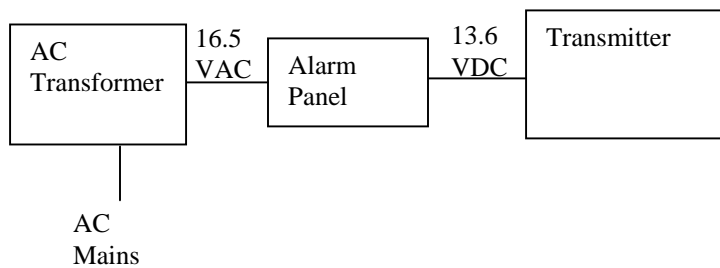 AC
Transformer
16.5
VAC
Alarm
Panel
13.6
VDC
Transmitter
AC
Mains